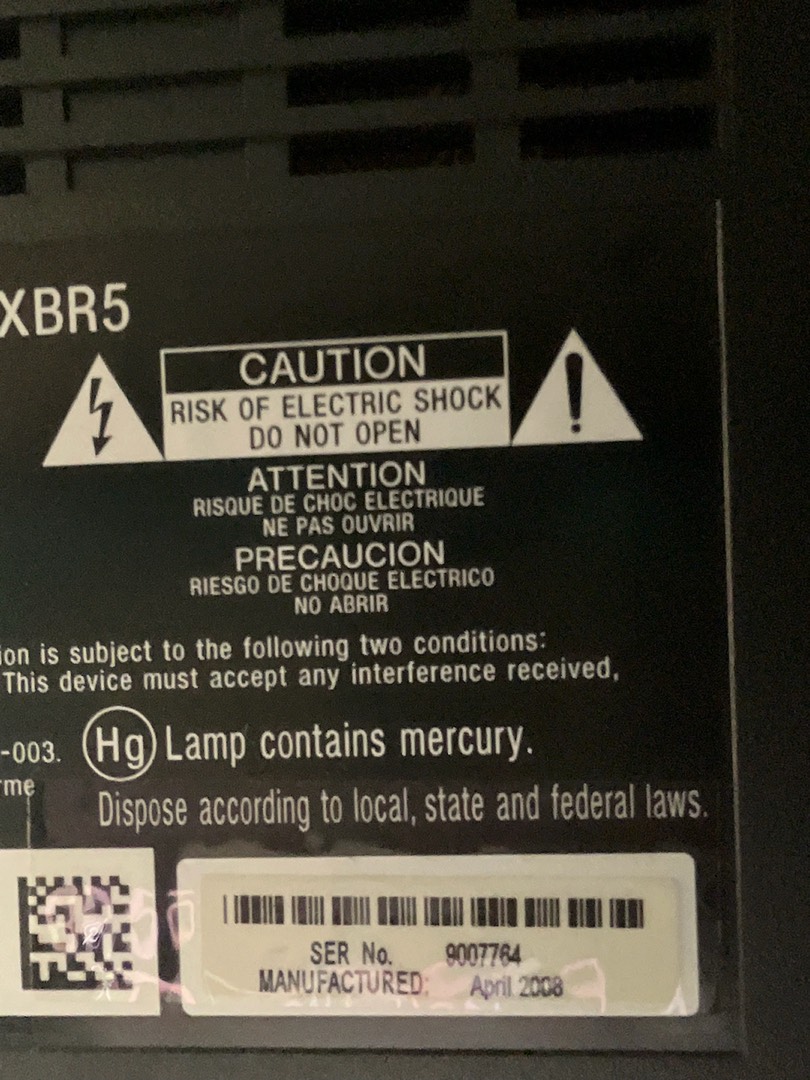 XBR5
CAUTION
RISK OF ELECTRIC SHOCK
DO NOT OPEN
ATTENTION
RISQUE DE CHOC ELECTRIQUE
NE PAS OUVRIR
PRECAUCION
RIESGO DE CHOQUE ELECTRICO
NO ABRIR
ion is subject to the following two conditions:
This device must accept any interference received,
-003. Hg Lamp contains mercury.
me
Dispose according to local, state and federal laws.
SER No. 9007764
MANUFACTURED: April 2008